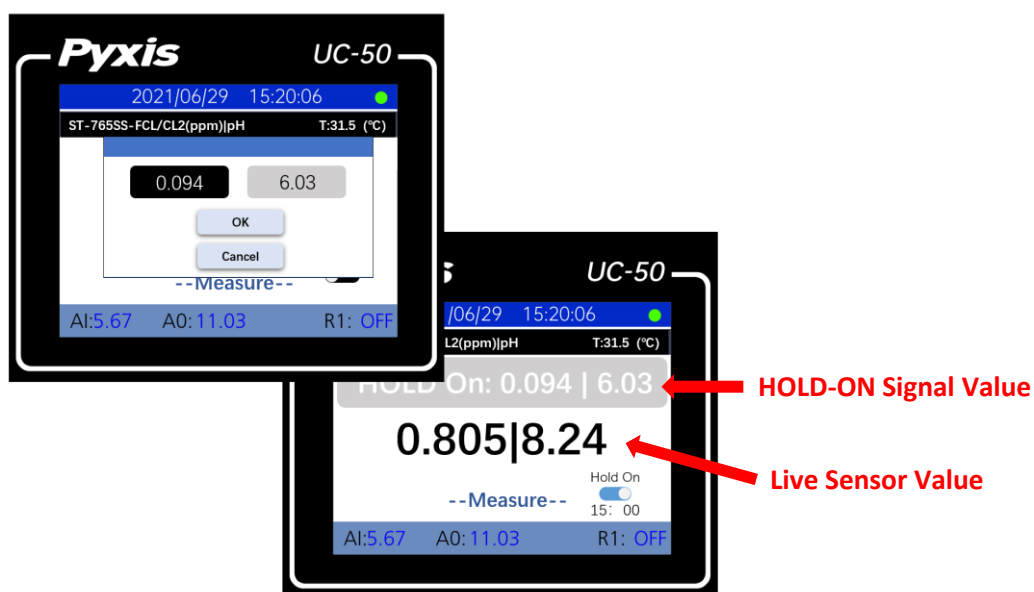 Pyxis UC-50
2021/06/29 15:20:06
ST-765SS-FCL/CL2(ppm)|pH T:31.5 (℃)
0.094 6.03
OK
Cancel
--Measure--
AI:5.67 A0: 11.03 R1: OFF
s UC-50
/06/29 15:20:06
L2(ppm)|pH T:31.5 (℃)
HOLD On: 0.094 | 6.03
HOLD-ON Signal Value
0.805|8.24
Live Sensor Value
Hold On
--Measure--
15: 00
AI:5.67 A0: 11.03 R1: OFF